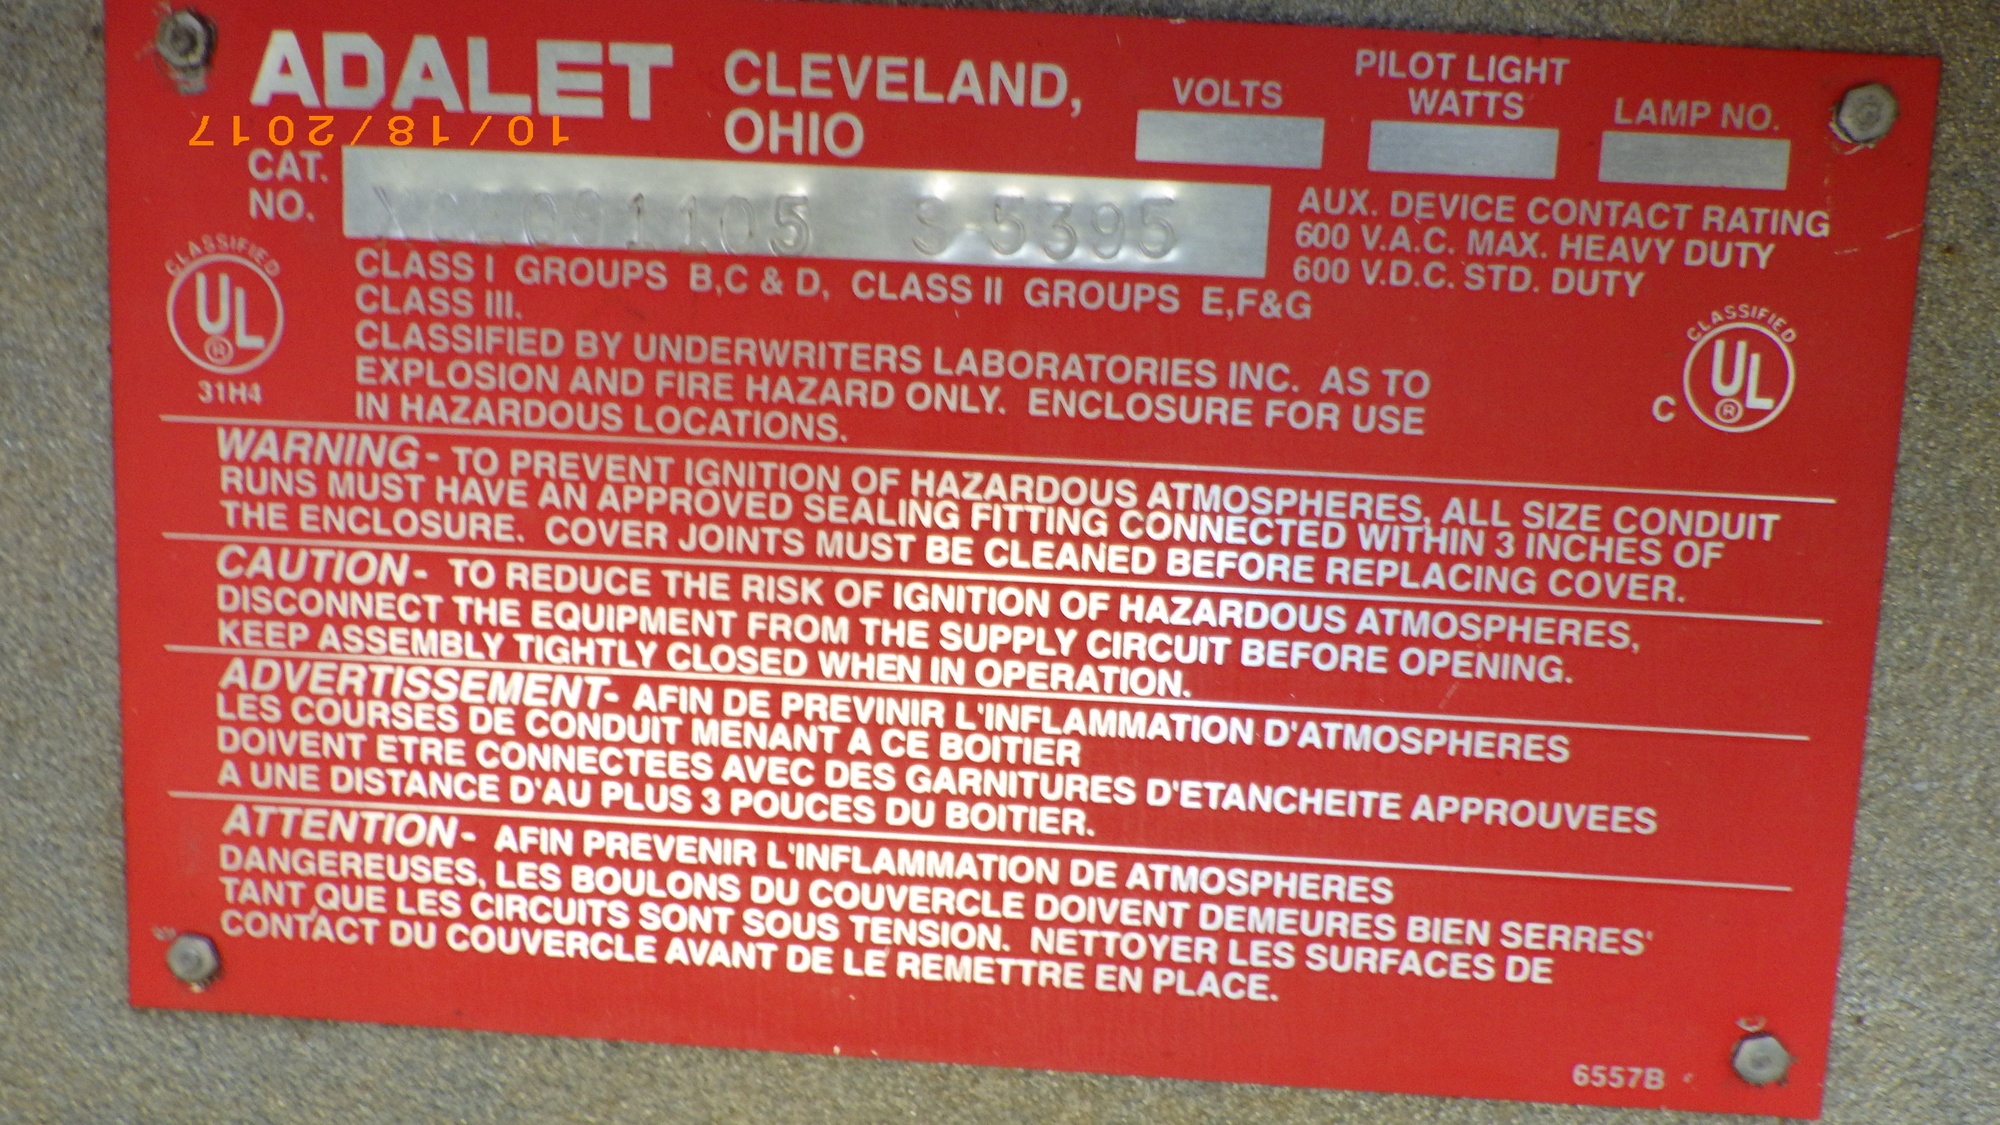 ADALET
CLEVELAND,
OHIO
VOLTS
PILOT LIGHT
WATTS
LAMP NO.
10/18/2017
CAT.
NO.
S-5395
AUX. DEVICE CONTACT RATING
600 V.A.C. MAX. HEAVY DUTY
600 V.D.C. STD. DUTY
CLASSIFIED
UL
®
31H4
CLASS I GROUPS B,C & D, CLASS II GROUPS E,F&G
CLASS III.
CLASSIFIED BY UNDERWRITERS LABORATORIES INC. AS TO
EXPLOSION AND FIRE HAZARD ONLY. ENCLOSURE FOR USE
IN HAZARDOUS LOCATIONS.
CLASSIFIED
C UL
®
WARNING- TO PREVENT IGNITION OF HAZARDOUS ATMOSPHERES, ALL SIZE CONDUIT
RUNS MUST HAVE AN APPROVED SEALING FITTING CONNECTED WITHIN 3 INCHES OF
THE ENCLOSURE. COVER JOINTS MUST BE CLEANED BEFORE REPLACING COVER.
CAUTION- TO REDUCE THE RISK OF IGNITION OF HAZARDOUS ATMOSPHERES,
DISCONNECT THE EQUIPMENT FROM THE SUPPLY CIRCUIT BEFORE OPENING.
KEEP ASSEMBLY TIGHTLY CLOSED WHEN IN OPERATION.
ADVERTISSEMENT- AFIN DE PREVINIR L'INFLAMMATION D'ATMOSPHERES
LES COURSES DE CONDUIT MENANT A CE BOITIER
DOIVENT ETRE CONNECTEES AVEC DES GARNITURES D'ETANCHEITE APPROUVEES
A UNE DISTANCE D'AU PLUS 3 POUCES DU BOITIER.
ATTENTION- AFIN PREVENIR L'INFLAMMATION DE ATMOSPHERES
DANGEREUSES, LES BOULONS DU COUVERCLE DOIVENT DEMEURES BIEN SERRES'
TANT QUE LES CIRCUITS SONT SOUS TENSION. NETTOYER LES SURFACES DE
CONTACT DU COUVERCLE AVANT DE LE REMETTRE EN PLACE.
6557B